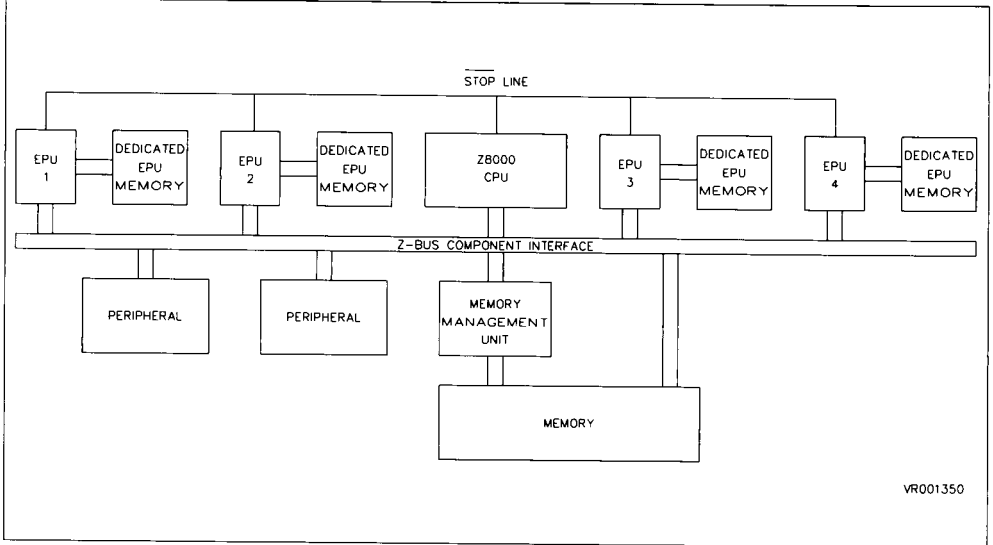 STOP LINE
EPU
1
DEDICATED
EPU
MEMORY
EPU
2
DEDICATED
EPU
MEMORY
Z8000
CPU
EPU
3
DEDICATED
EPU
MEMORY
EPU
4
DEDICATED
EPU
MEMORY
Z-BUS COMPONENT INTERFACE
PERIPHERAL
PERIPHERAL
MEMORY
MANAGEMENT
UNIT
MEMORY
VR001350